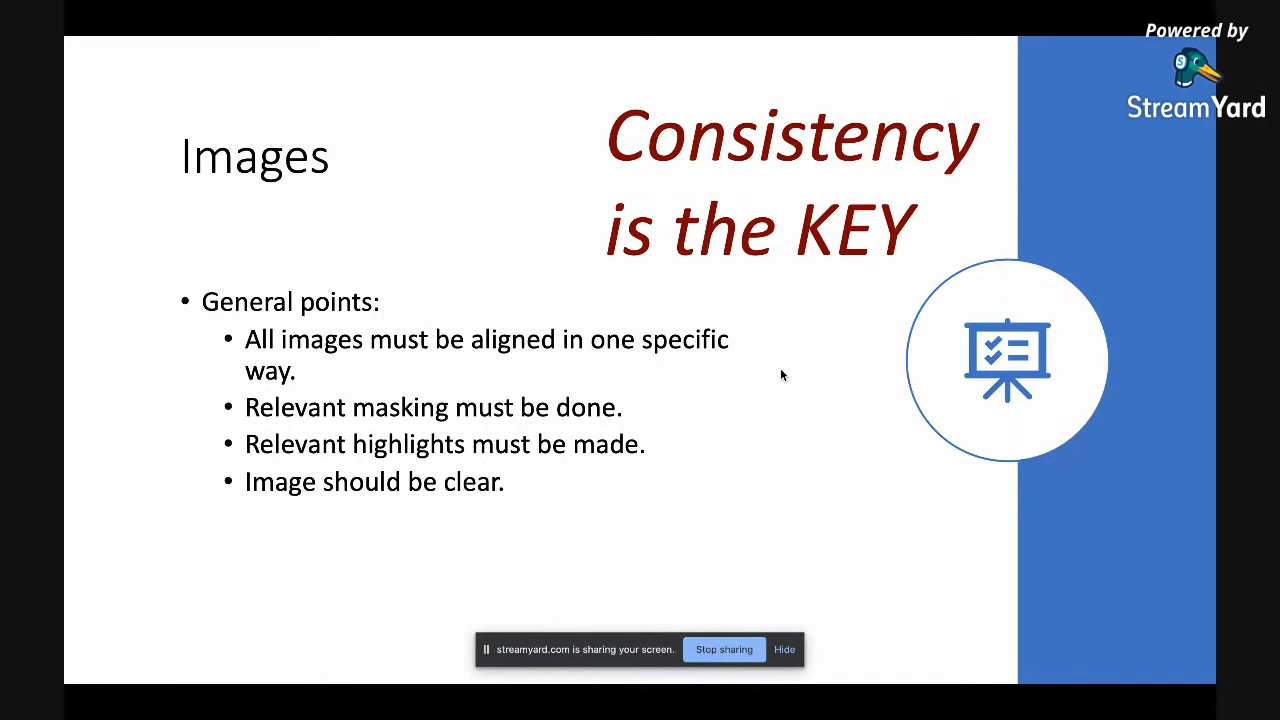 Powered by
StreamYard
Consistency
is the KEY
Images
• General points:
• All images must be aligned in one specific
way.
• Relevant masking must be done.
• Relevant highlights must be made.
• Image should be clear.
streamyard.com is sharing your screen. Stop sharing Hide